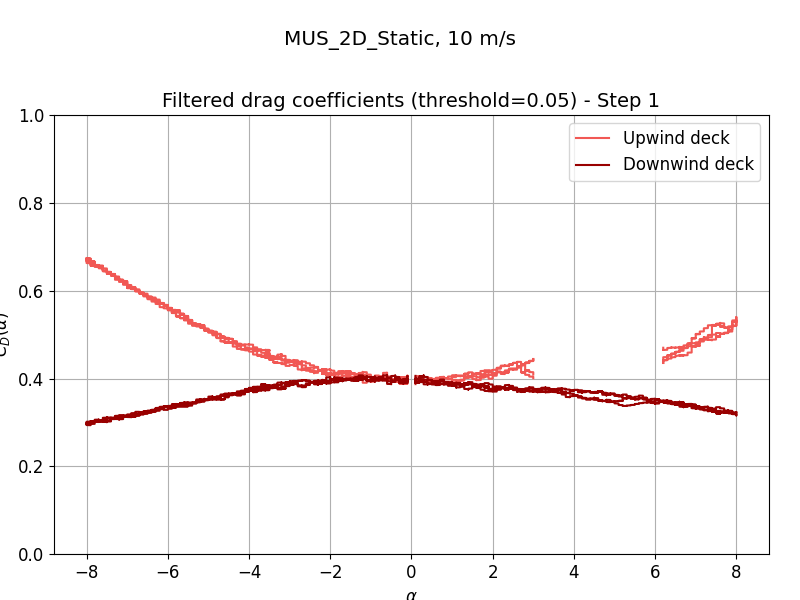 MUS_2D_Static, 10 m/s
Filtered drag coefficients (threshold=0.05) - Step 1
Upwind deck
Downwind deck
1.0
0.8
0.6
0.4
0.2
0.0
C_D(α)
−8 −6 −4 −2 0 2 4 6 8
α